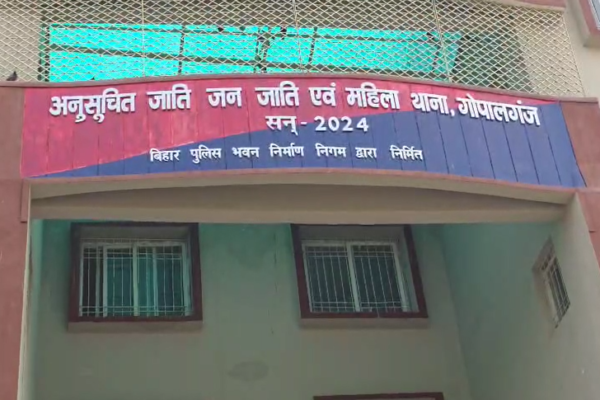 अनुसूचित जाति जन जाति एवं महिला थाना, गोपालगंज
सन् - 2024
बिहार पुलिस भवन निर्माण निगम द्वारा निर्मित